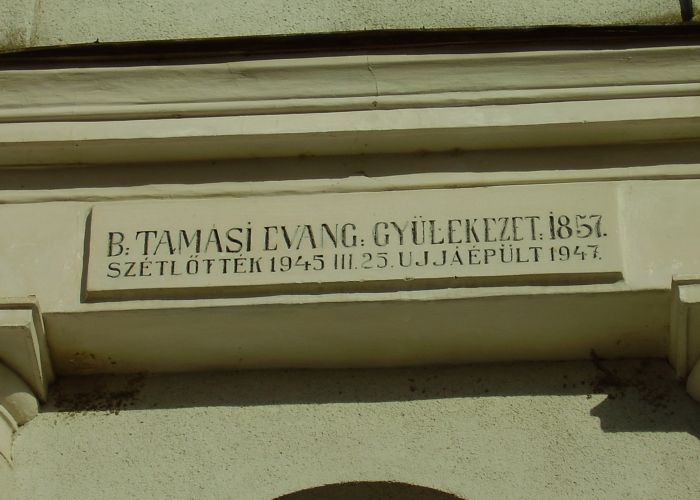 B: TAMÁSI EVANG: GYÜLEKEZET: 1857.
SZÉTLŐTTÉK 1945 III. 25. UJJÁÉPÜLT 1947.